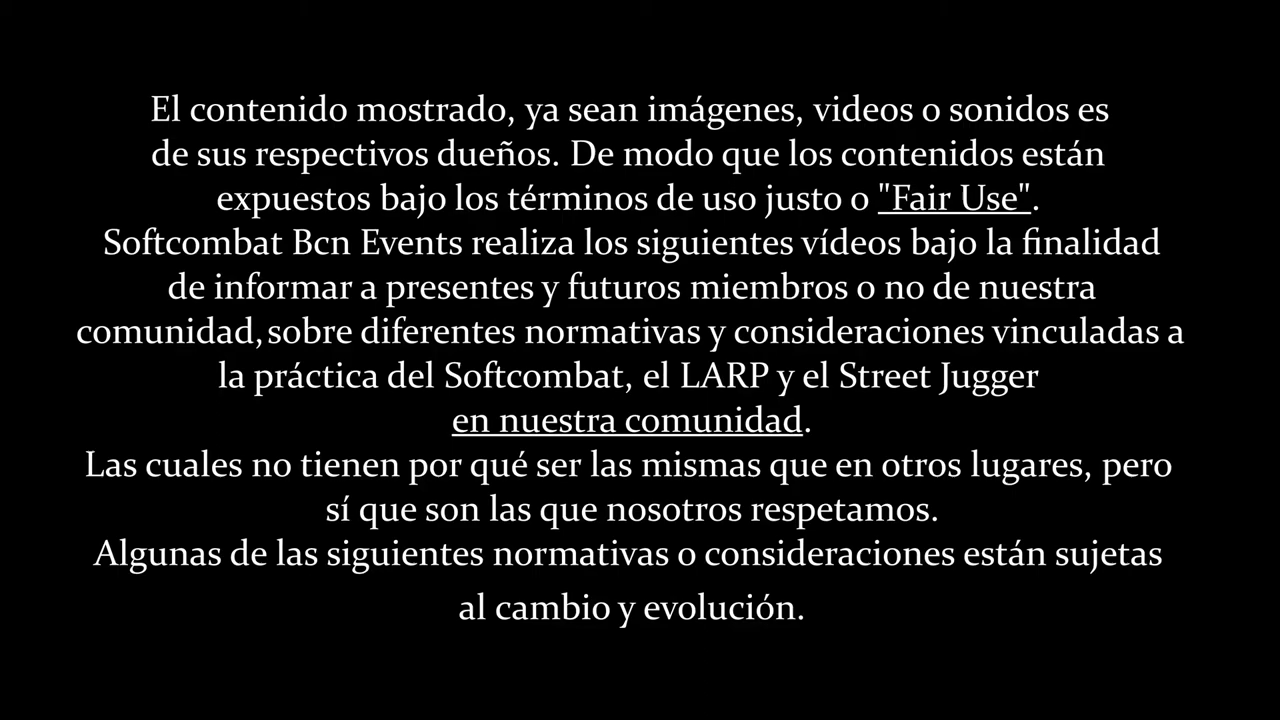 El contenido mostrado, ya sean imágenes, videos o sonidos es
de sus respectivos dueños. De modo que los contenidos están
expuestos bajo los términos de uso justo o "Fair Use".
Softcombat Bcn Events realiza los siguientes vídeos bajo la finalidad
de informar a presentes y futuros miembros o no de nuestra
comunidad, sobre diferentes normativas y consideraciones vinculadas a
la práctica del Softcombat, el LARP y el Street Jugger
en nuestra comunidad.
Las cuales no tienen por qué ser las mismas que en otros lugares, pero
sí que son las que nosotros respetamos.
Algunas de las siguientes normativas o consideraciones están sujetas
al cambio y evolución.